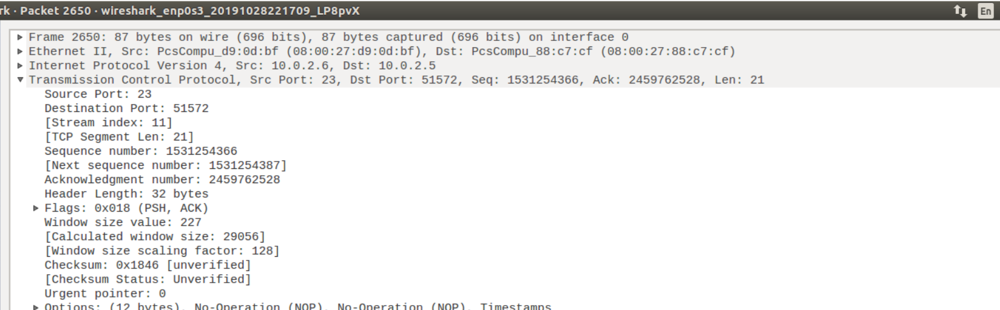 rk · Packet 2650 · wireshark_enp0s3_20191028221709_LP8pvX
En
Frame 2650: 87 bytes on wire (696 bits), 87 bytes captured (696 bits) on interface 0
Ethernet II, Src: PcsCompu_d9:0d:bf (08:00:27:d9:0d:bf), Dst: PcsCompu_88:c7:cf (08:00:27:88:c7:cf)
Internet Protocol Version 4, Src: 10.0.2.6, Dst: 10.0.2.5
Transmission Control Protocol, Src Port: 23, Dst Port: 51572, Seq: 1531254366, Ack: 2459762528, Len: 21
Source Port: 23
Destination Port: 51572
[Stream index: 11]
[TCP Segment Len: 21]
Sequence number: 1531254366
[Next sequence number: 1531254387]
Acknowledgment number: 2459762528
Header Length: 32 bytes
Flags: 0x018 (PSH, ACK)
Window size value: 227
[Calculated window size: 29056]
[Window size scaling factor: 128]
Checksum: 0x1846 [unverified]
[Checksum Status: Unverified]
Urgent pointer: 0
Options: (12 bytes), No-Operation (NOP), No-Operation (NOP), Timestamps